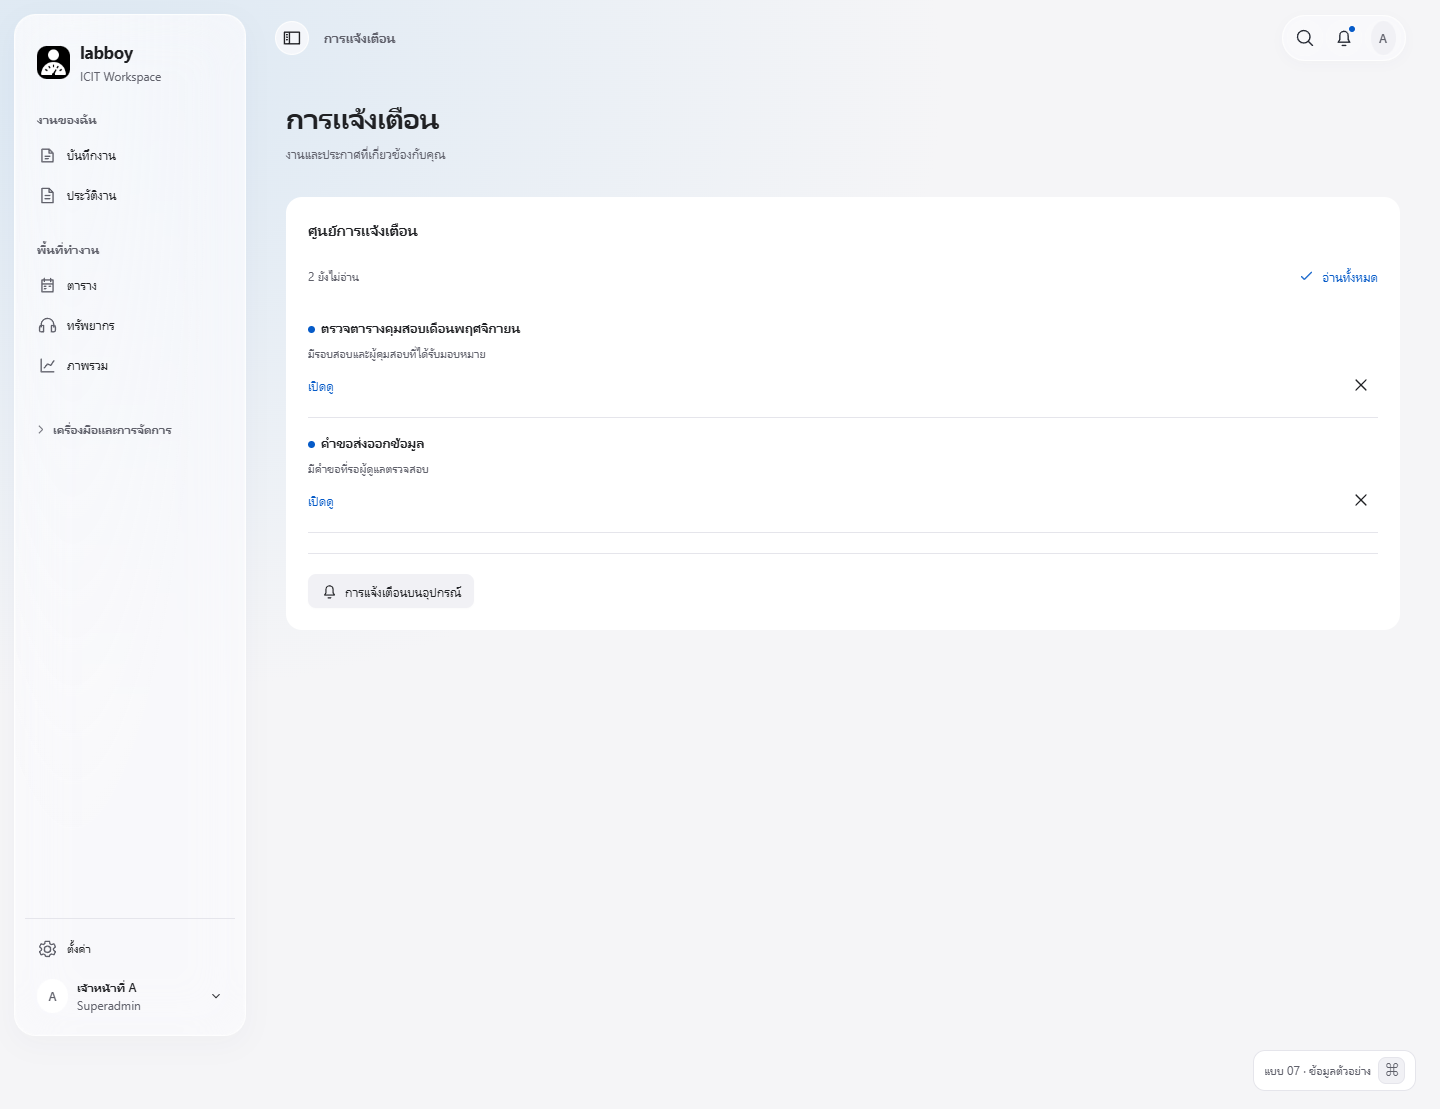 labboy
ICIT Workspace
งานของฉัน
บันทึกงาน
ประวัติงาน
พื้นที่ทำงาน
ตาราง
ทรัพยากร
ภาพรวม
เครื่องมือและการจัดการ
ตั้งค่า
A
เจ้าหน้าที่ A
Superadmin
การแจ้งเตือน
A
การแจ้งเตือน
งานและประกาศที่เกี่ยวข้องกับคุณ
ศูนย์การแจ้งเตือน
2 ยังไม่อ่าน
อ่านทั้งหมด
ตรวจตารางคุมสอบเดือนพฤศจิกายน
มีรอบสอบและผู้คุมสอบที่ได้รับมอบหมาย
เปิดดู
คำขอส่งออกข้อมูล
มีคำขอที่รอผู้ดูแลตรวจสอบ
เปิดดู
การแจ้งเตือนบนอุปกรณ์
แบบ 07 · ข้อมูลตัวอย่าง ⌘